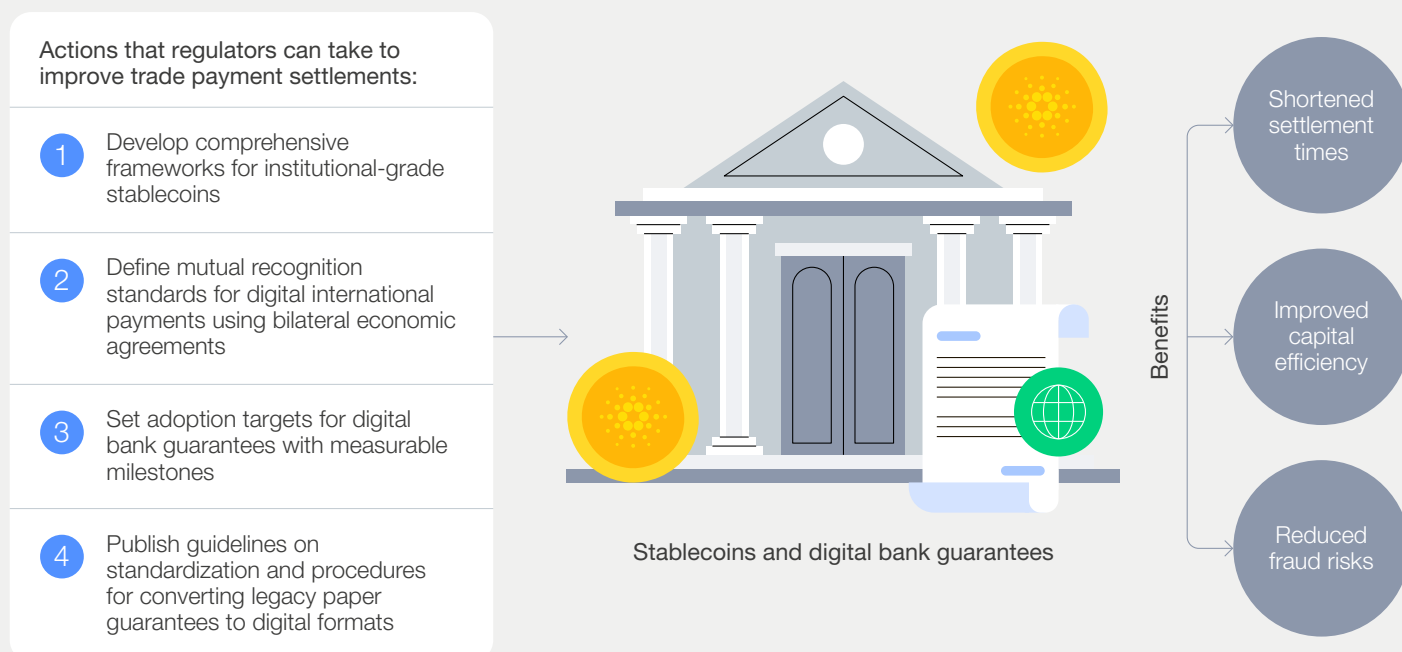 Actions that regulators can take to
improve trade payment settlements:
1
Develop comprehensive
frameworks for institutional-grade
stablecoins
2
Define mutual recognition
standards for digital international
payments using bilateral economic
agreements
3
Set adoption targets for digital
bank guarantees with measurable
milestones
4
Publish guidelines on
standardization and procedures
for converting legacy paper
guarantees to digital formats
Stablecoins and digital bank guarantees
Benefits
Shortened
settlement
times
Improved
capital
efficiency
Reduced
fraud risks